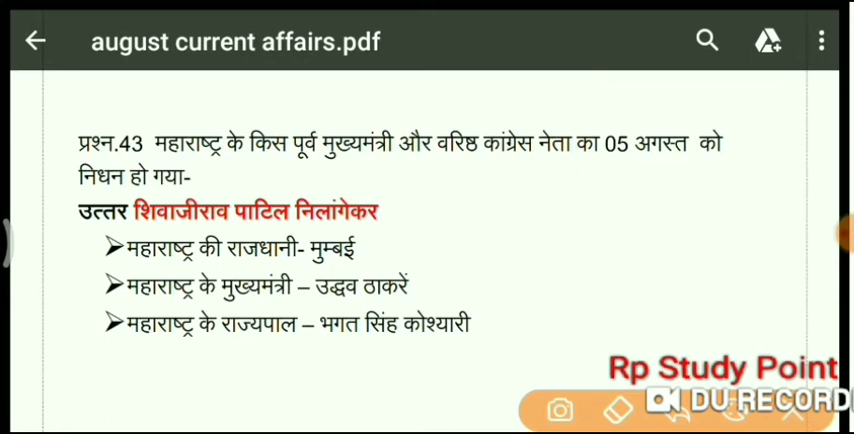 august current affairs.pdf
प्रश्न.43 महाराष्ट्र के किस पूर्व मुख्यमंत्री और वरिष्ठ कांग्रेस नेता का 05 अगस्त को
निधन हो गया-
उत्तर शिवाजीराव पाटिल निलांगेकर
➤महाराष्ट्र की राजधानी- मुम्बई
➤महाराष्ट्र के मुख्यमंत्री – उद्धव ठाकरें
➤महाराष्ट्र के राज्यपाल – भगत सिंह कोश्यारी
Rp Study Point
DU RECORD